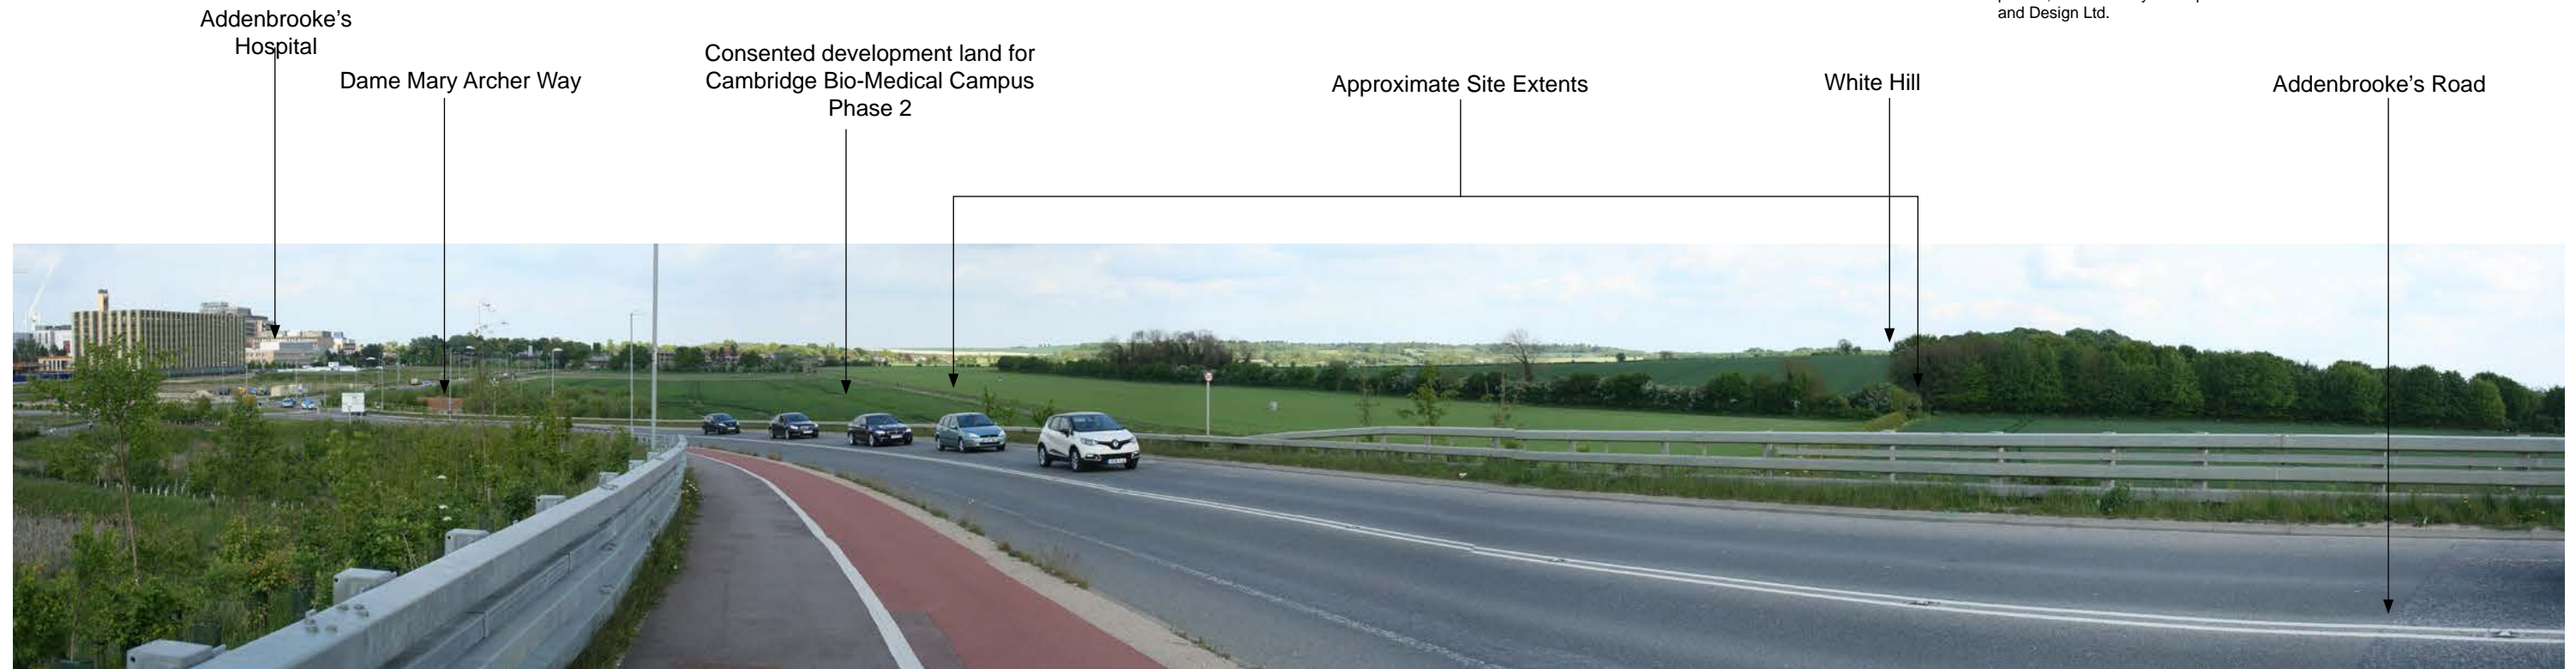 and Design Ltd.
Addenbrooke's
Hospital
Dame Mary Archer Way
Consented development land for
Cambridge Bio-Medical Campus
Phase 2
Approximate Site Extents
White Hill
Addenbrooke's Road